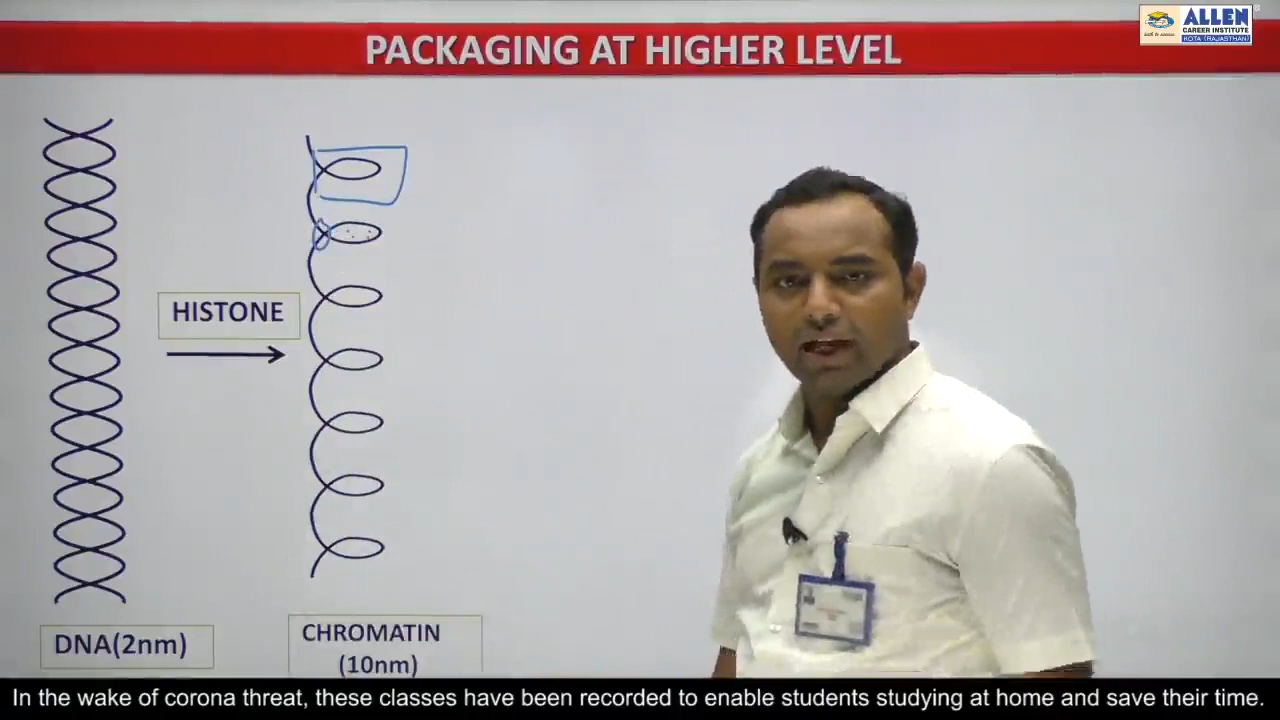 ALLEN
CAREER INSTITUTE
KOTA (RAJASTHAN)
PACKAGING AT HIGHER LEVEL
HISTONE
DNA(2nm)
CHROMATIN
(10nm)
In the wake of corona threat, these classes have been recorded to enable students studying at home and save their time.